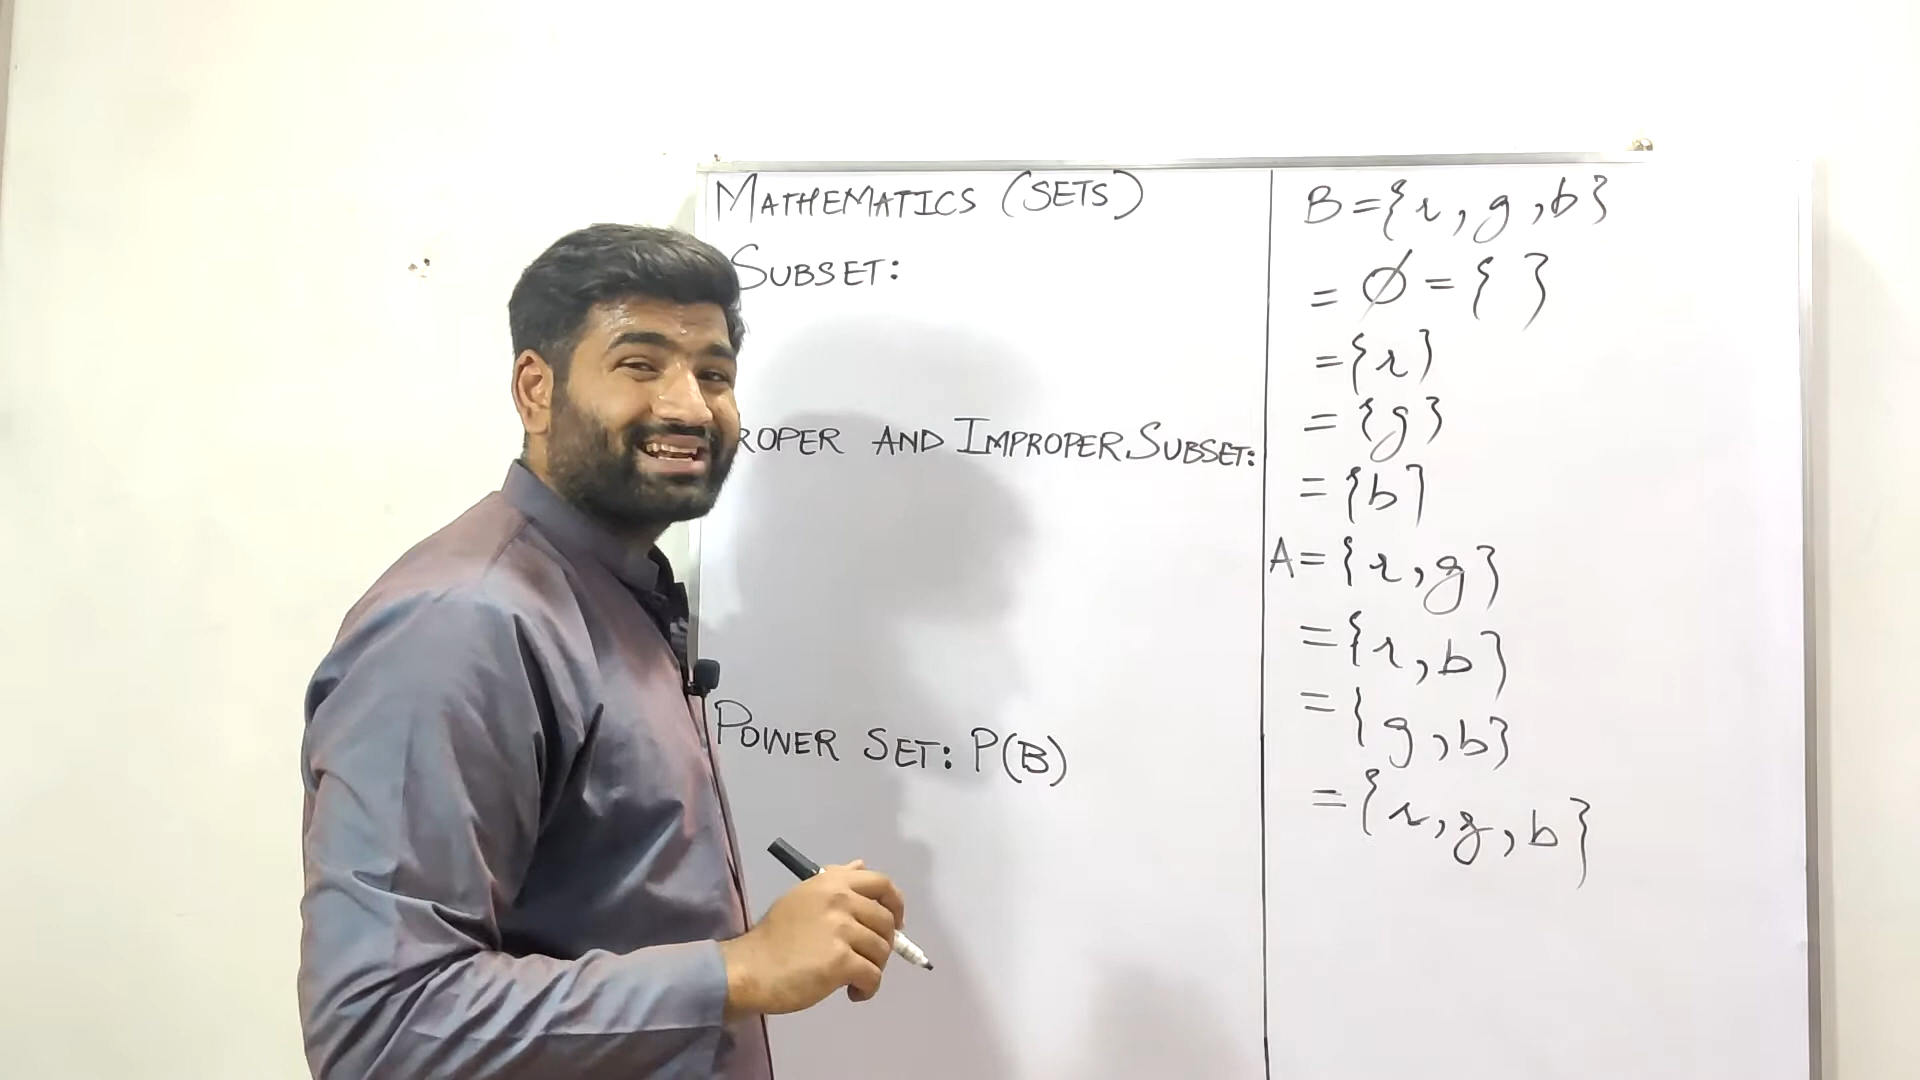 MATHEMATICS (SETS)
SUBSET:
ROPER AND IMPROPER SUBSET:
POWER SET: P(B)
B={r, g, b}
= Ø = { }
={r}
= {g}
= {b}
A= {r, g}
={r, b}
= {g, b}
={r, g, b}